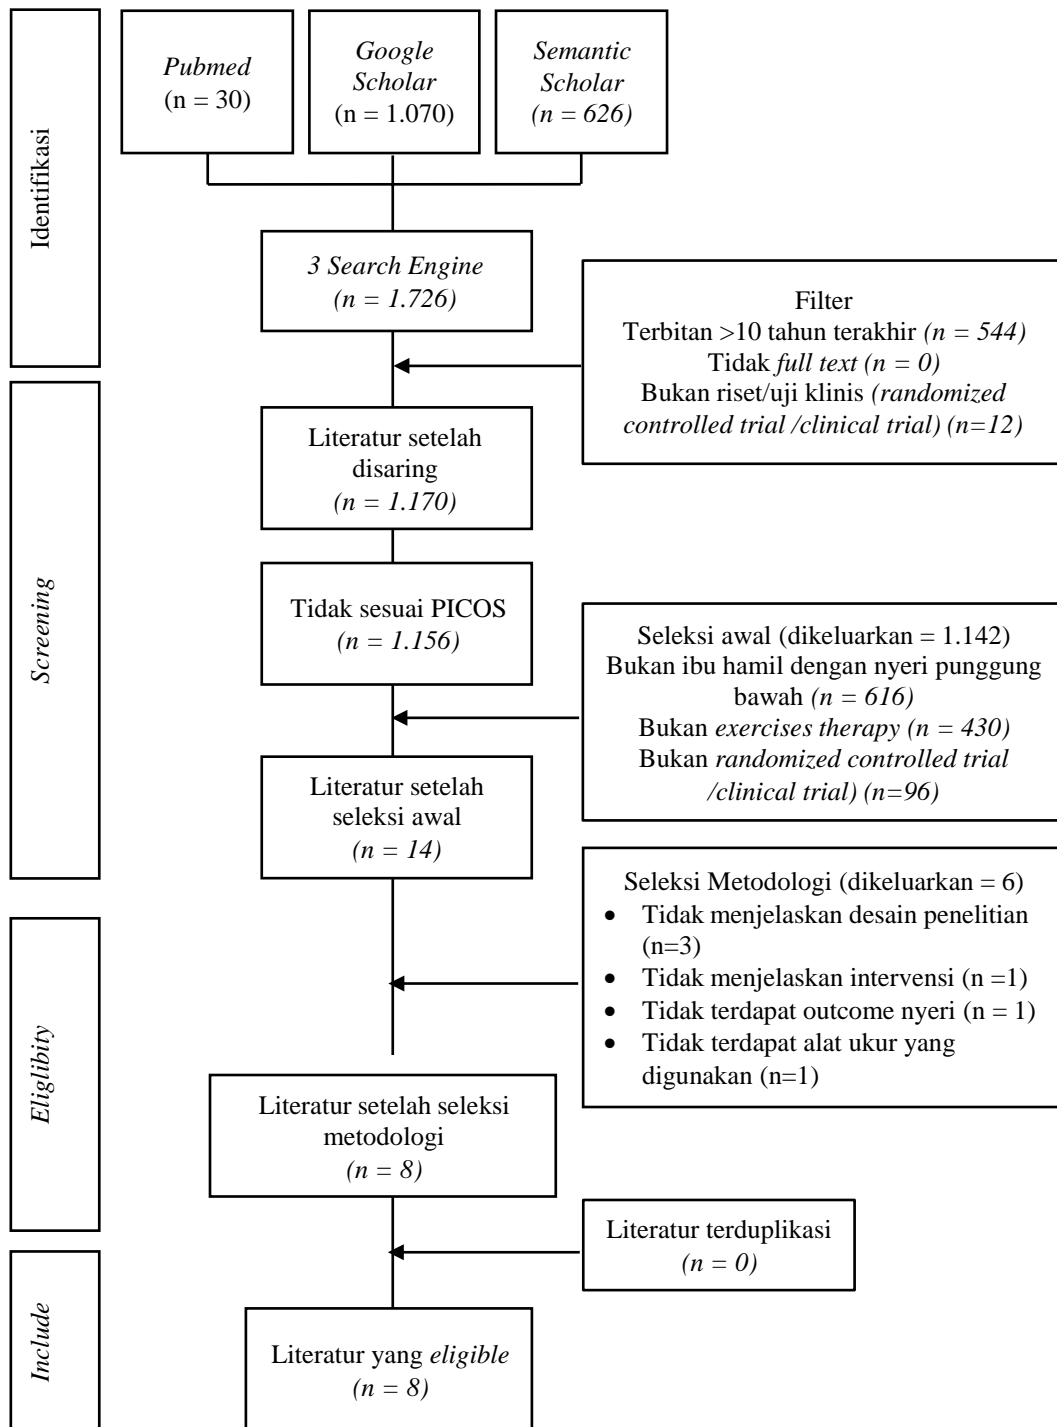 Identifikasi
Pubmed
(n = 30)
Google
Scholar
(n = 1.070)
Semantic
Scholar
(n = 626)
3 Search Engine
(n = 1.726)
Filter
Terbitan >10 tahun terakhir (n = 544)
Tidak full text (n = 0)
Bukan riset/uji klinis (randomized
controlled trial /clinical trial) (n=12)
Screening
Literatur setelah
disaring
(n = 1.170)
Tidak sesuai PICOS
(n = 1.156)
Seleksi awal (dikeluarkan = 1.142)
Bukan ibu hamil dengan nyeri punggung
bawah (n = 616)
Bukan exercises therapy (n = 430)
Bukan randomized controlled trial
/clinical trial) (n=96)
Literatur setelah
seleksi awal
(n = 14)
Seleksi Metodologi (dikeluarkan = 6)
• Tidak menjelaskan desain penelitian
(n=3)
• Tidak menjelaskan intervensi (n =1)
• Tidak terdapat outcome nyeri (n = 1)
• Tidak terdapat alat ukur yang
digunakan (n=1)
Eliglibity
Literatur setelah seleksi
metodologi
(n = 8)
Literatur terduplikasi
(n = 0)
Include
Literatur yang eligible
(n = 8)